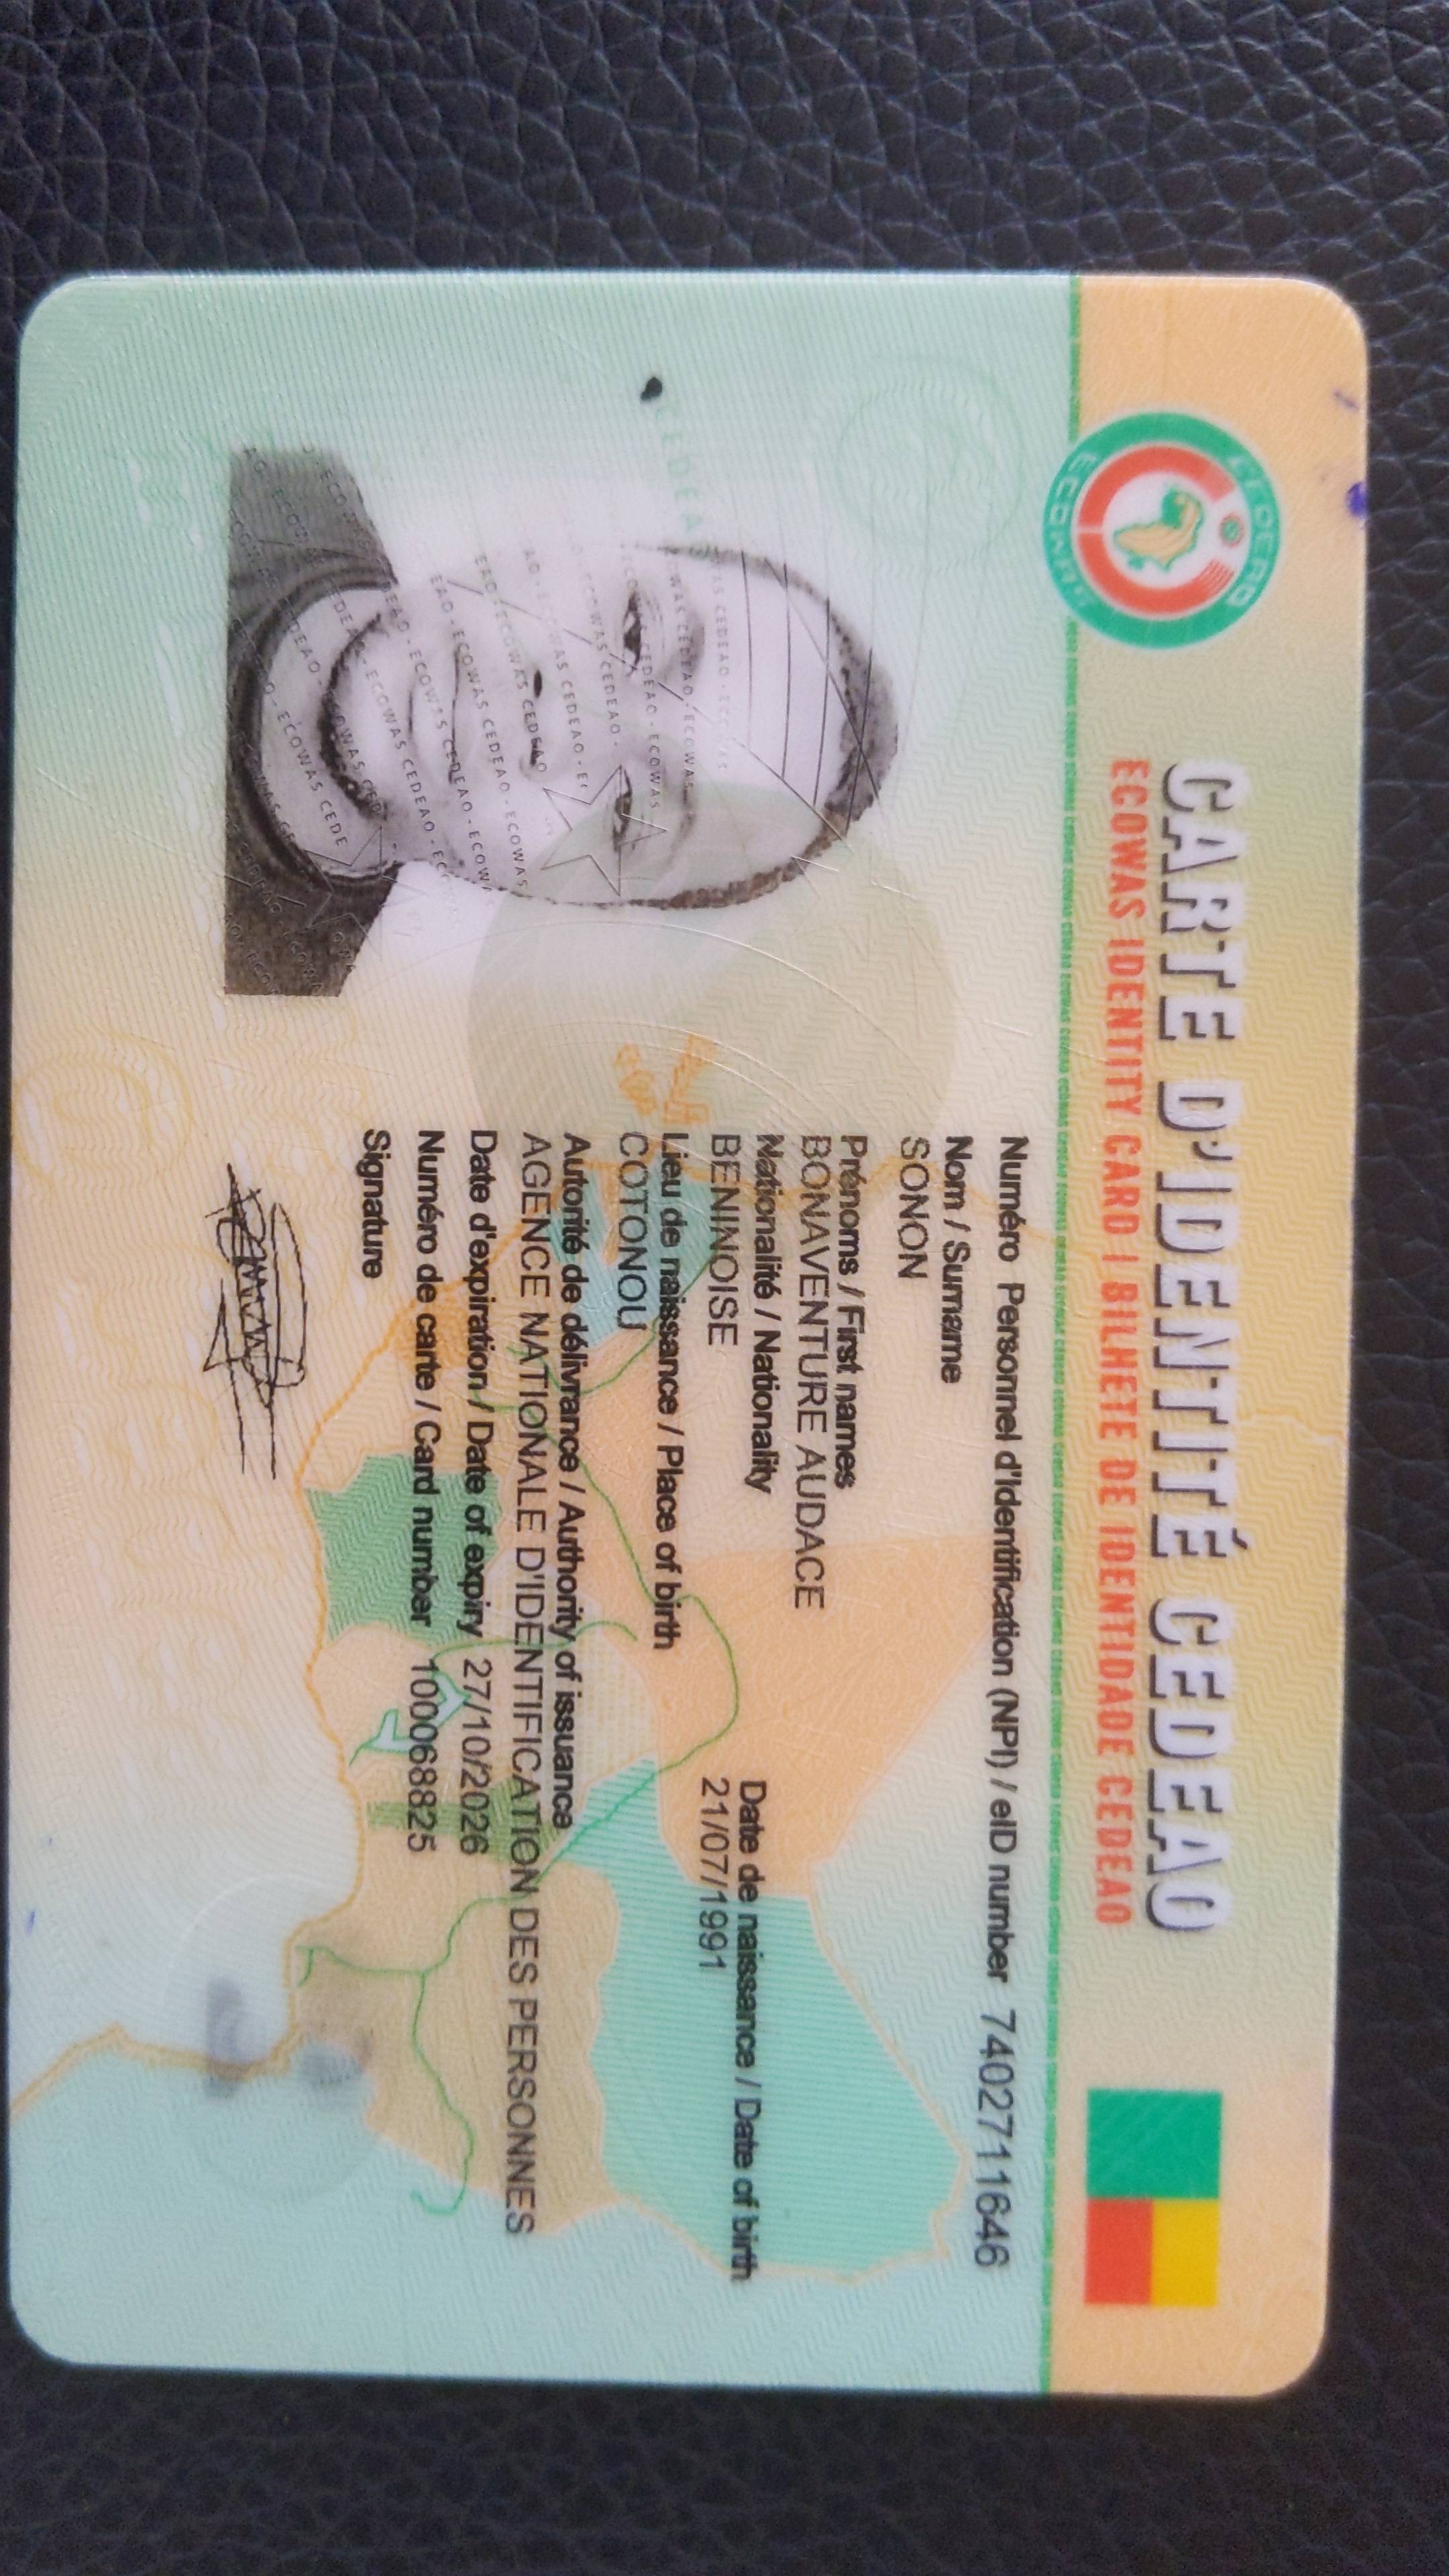 CARTE D'IDENTITÉ CEDEAO
ECOWAS IDENTITY CARD | BILHETE DE IDENTIDADE CEDEAO
CEDEAO
ECOWAS
Numéro Personnel d'Identification (NPI) / eID number 7402711646
Nom / Surname
SONON
Prénoms / First names
BONAVENTURE AUDACE
Nationalité / Nationality
BENINOISE
Date de naissance / Date of birth
21/07/1991
Lieu de naissance / Place of birth
COTONOU
Autorité de délivrance / Authority of issuance
AGENCE NATIONALE D'IDENTIFICATION DES PERSONNES
Date d'expiration / Date of expiry 27/10/2026
Numéro de carte / Card number 100068825
Signature